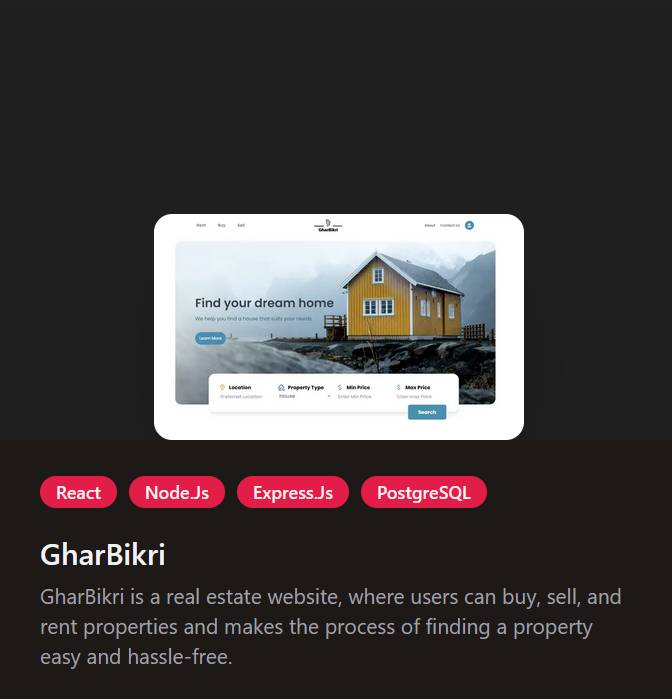 Rent Buy Sell GharBikri About Contact Us
Find your dream home
We help you find a house that suits your needs
Learn More
Location Property Type Min Price Max Price
Preferred Location House Enter Min Price Enter max Price
Search
React Node.Js Express.Js PostgreSQL
GharBikri
GharBikri is a real estate website, where users can buy, sell, and
rent properties and makes the process of finding a property
easy and hassle-free.